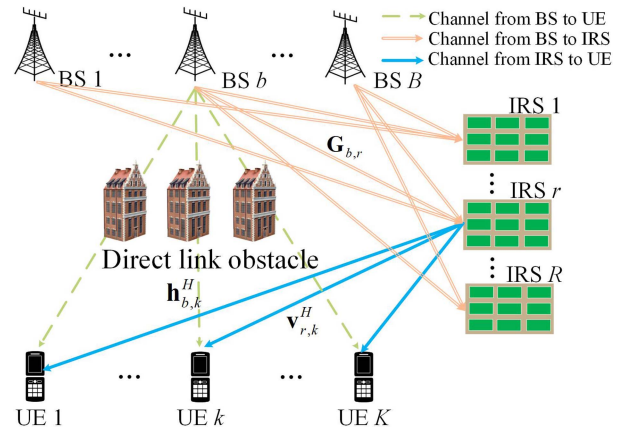 Channel from BS to UE
Channel from BS to IRS
Channel from IRS to UE
... ...
BS 1 BS b BS B
IRS 1
G_{b,r}
⋮
IRS r
Direct link obstacle
⋮
h_{b,k}^H
IRS R
v_{r,k}^H
... ...
UE 1 UE k UE K